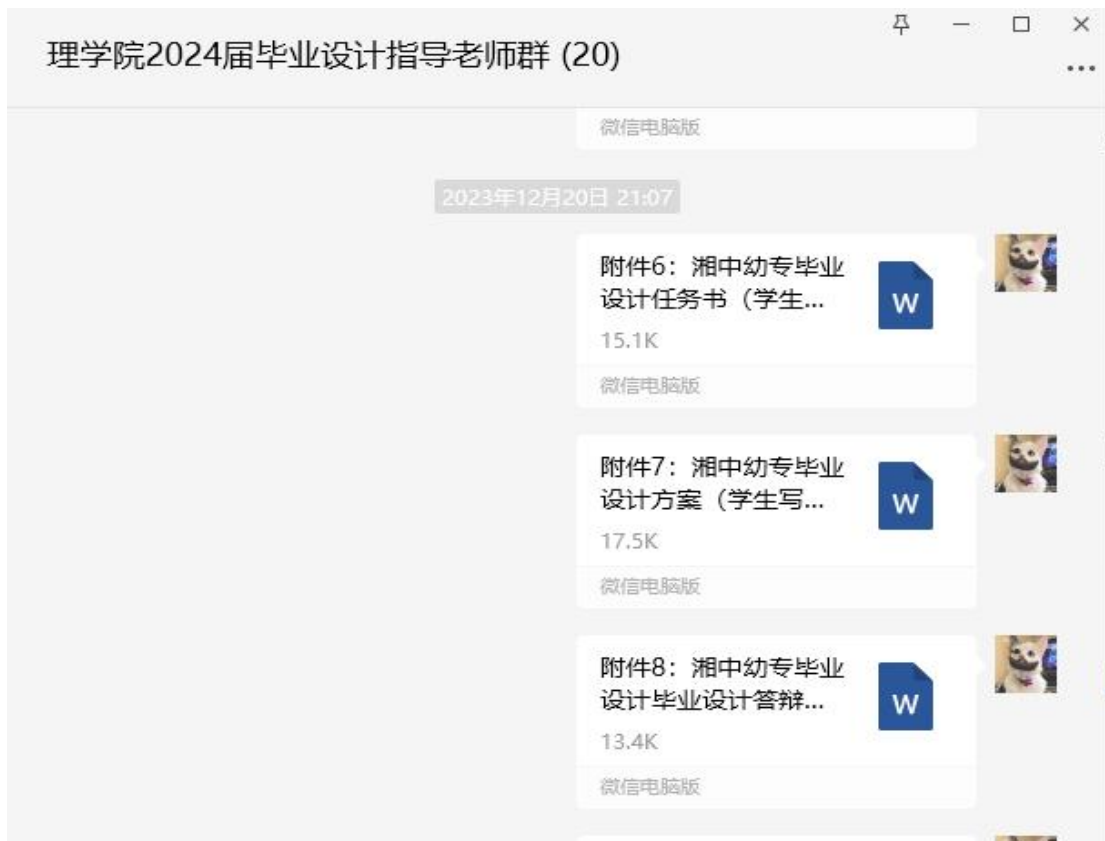 理学院2024届毕业设计指导老师群 (20)
微信电脑版
2023年12月20日 21:07
附件6：湘中幼专毕业
设计任务书（学生...
W
15.1K
微信电脑版
附件7：湘中幼专毕业
设计方案（学生写...
W
17.5K
微信电脑版
附件8：湘中幼专毕业
设计毕业设计答辩...
W
13.4K
微信电脑版